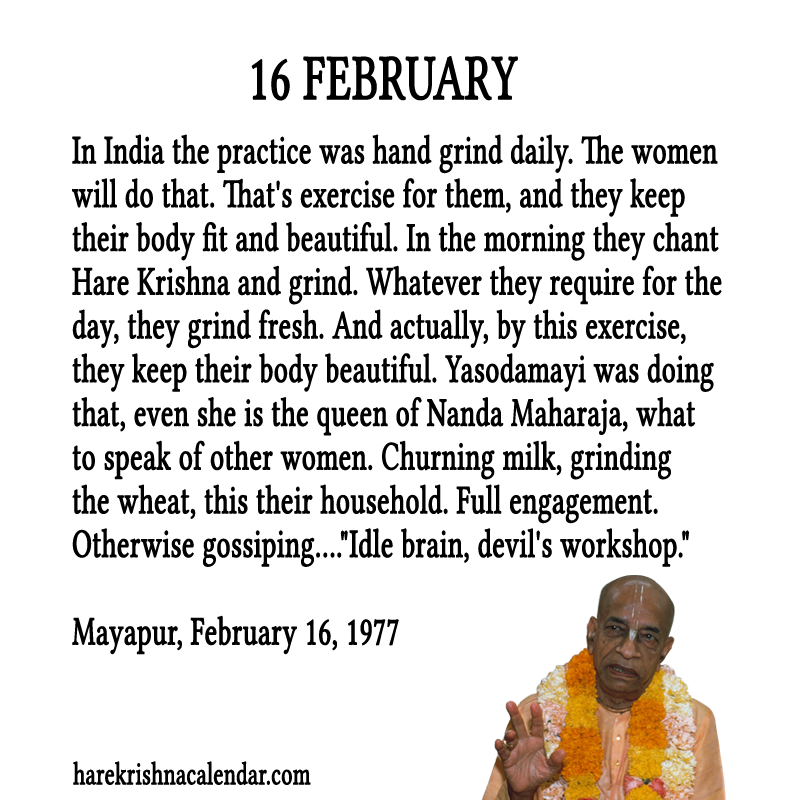 16 FEBRUARY
In India the practice was hand grind daily. The women
will do that. That's exercise for them, and they keep
their body fit and beautiful. In the morning they chant
Hare Krishna and grind. Whatever they require for the
day, they grind fresh. And actually, by this exercise,
they keep their body beautiful. Yasodamayi was doing
that, even she is the queen of Nanda Maharaja, what
to speak of other women. Churning milk, grinding
the wheat, this their household. Full engagement.
Otherwise gossiping...."Idle brain, devil's workshop."
Mayapur, February 16, 1977
harekrishnacalendar.com